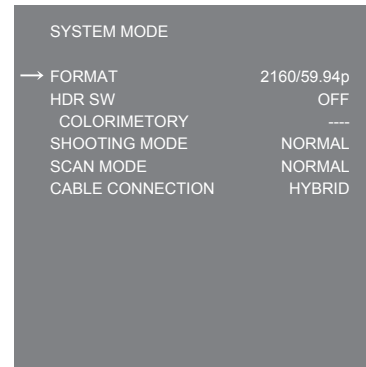 SYSTEM MODE
→ FORMAT 2160/59.94p
HDR SW OFF
COLORIMETORY ----
SHOOTING MODE NORMAL
SCAN MODE NORMAL
CABLE CONNECTION HYBRID